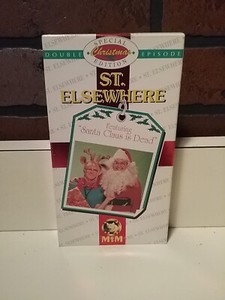 SPECIAL
DOUBLE Christmas EPISODE
EDITION
ST.
ELSEWHERE
Featuring
"Santa Claus is Dead"
MTM